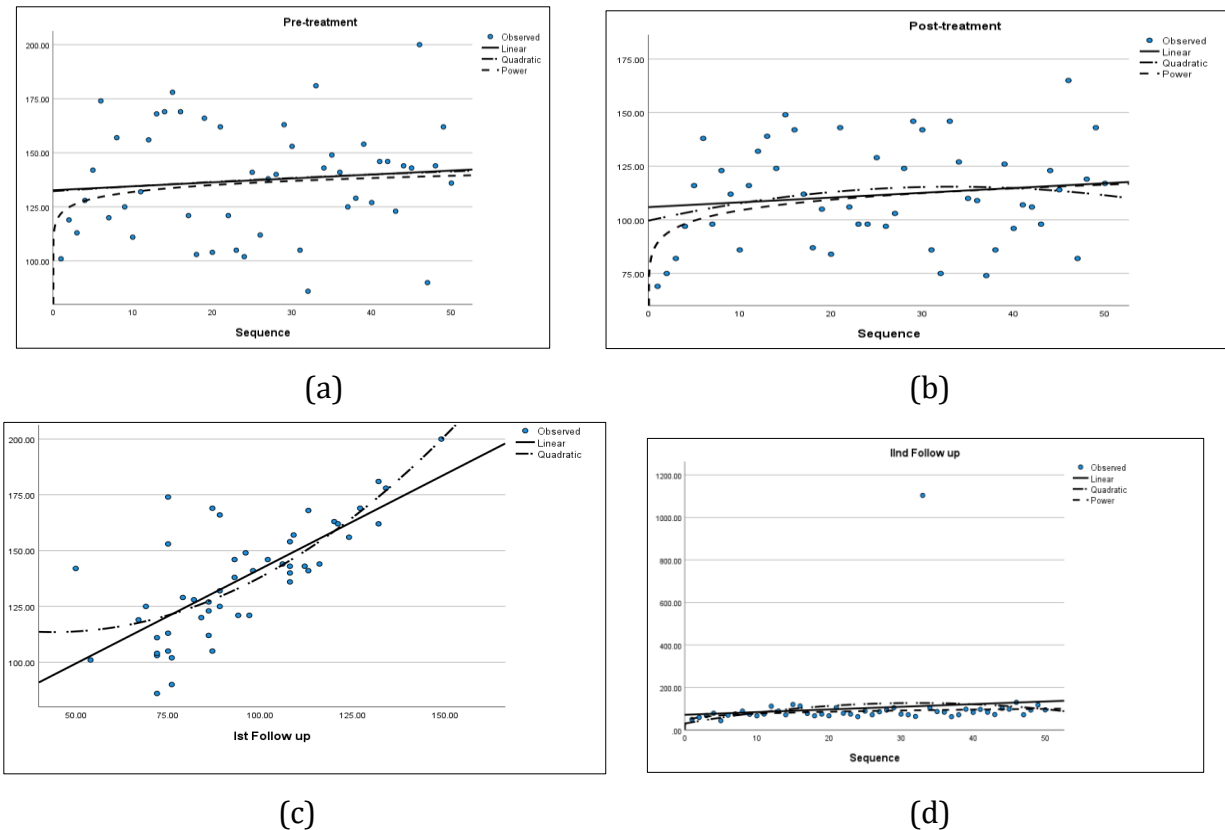 Pre-treatment
Observed
Linear
Quadratic
Power
200.00
175.00
150.00
125.00
100.00
0 10 20 30 40 50
Sequence
(a)
Post-treatment
Observed
Linear
Quadratic
Power
175.00
150.00
125.00
100.00
75.00
0 10 20 30 40 50
Sequence
(b)
Observed
Linear
Quadratic
200.00
175.00
150.00
125.00
100.00
50.00 75.00 100.00 125.00 150.00
Ist Follow up
(c)
IInd Follow up
Observed
Linear
Quadratic
Power
1200.00
1000.00
800.00
600.00
400.00
200.00
.00
0 10 20 30 40 50
Sequence
(d)